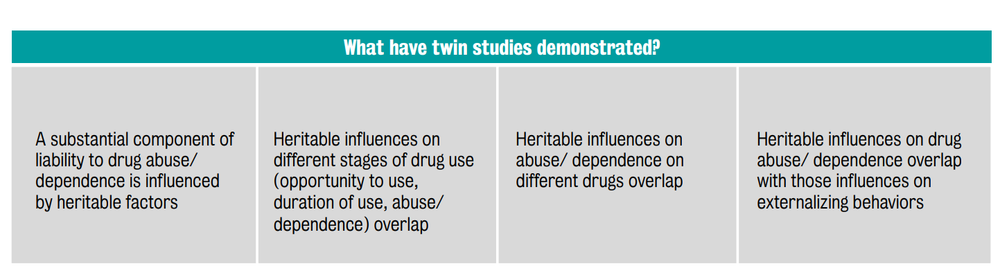 What have twin studies demonstrated?
A substantial component of
liability to drug abuse/
dependence is influenced
by heritable factors
Heritable influences on
different stages of drug use
(opportunity to use,
duration of use, abuse/
dependence) overlap
Heritable influences on
abuse/ dependence on
different drugs overlap
Heritable influences on drug
abuse/ dependence overlap
with those influences on
externalizing behaviors